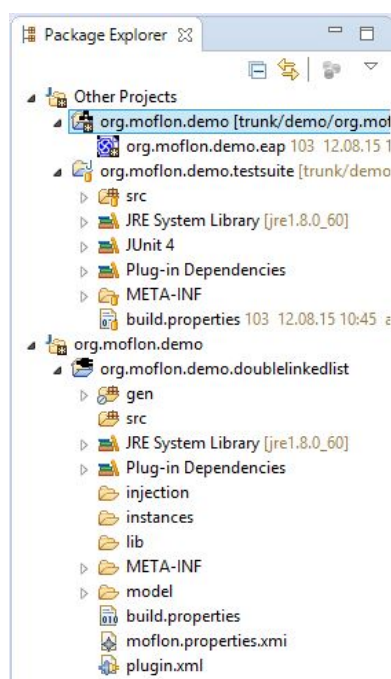 Package Explorer
Other Projects
org.moflon.demo [trunk/demo/org.mof
org.moflon.demo.eap 103 12.08.15 1
org.moflon.demo.testsuite [trunk/demo
src
JRE System Library [jre1.8.0_60]
JUnit 4
Plug-in Dependencies
META-INF
build.properties 103 12.08.15 10:45 a
org.moflon.demo
org.moflon.demo.doublelinkedlist
gen
src
JRE System Library [jre1.8.0_60]
Plug-in Dependencies
injection
instances
lib
META-INF
model
build.properties
moflon.properties.xmi
plugin.xml